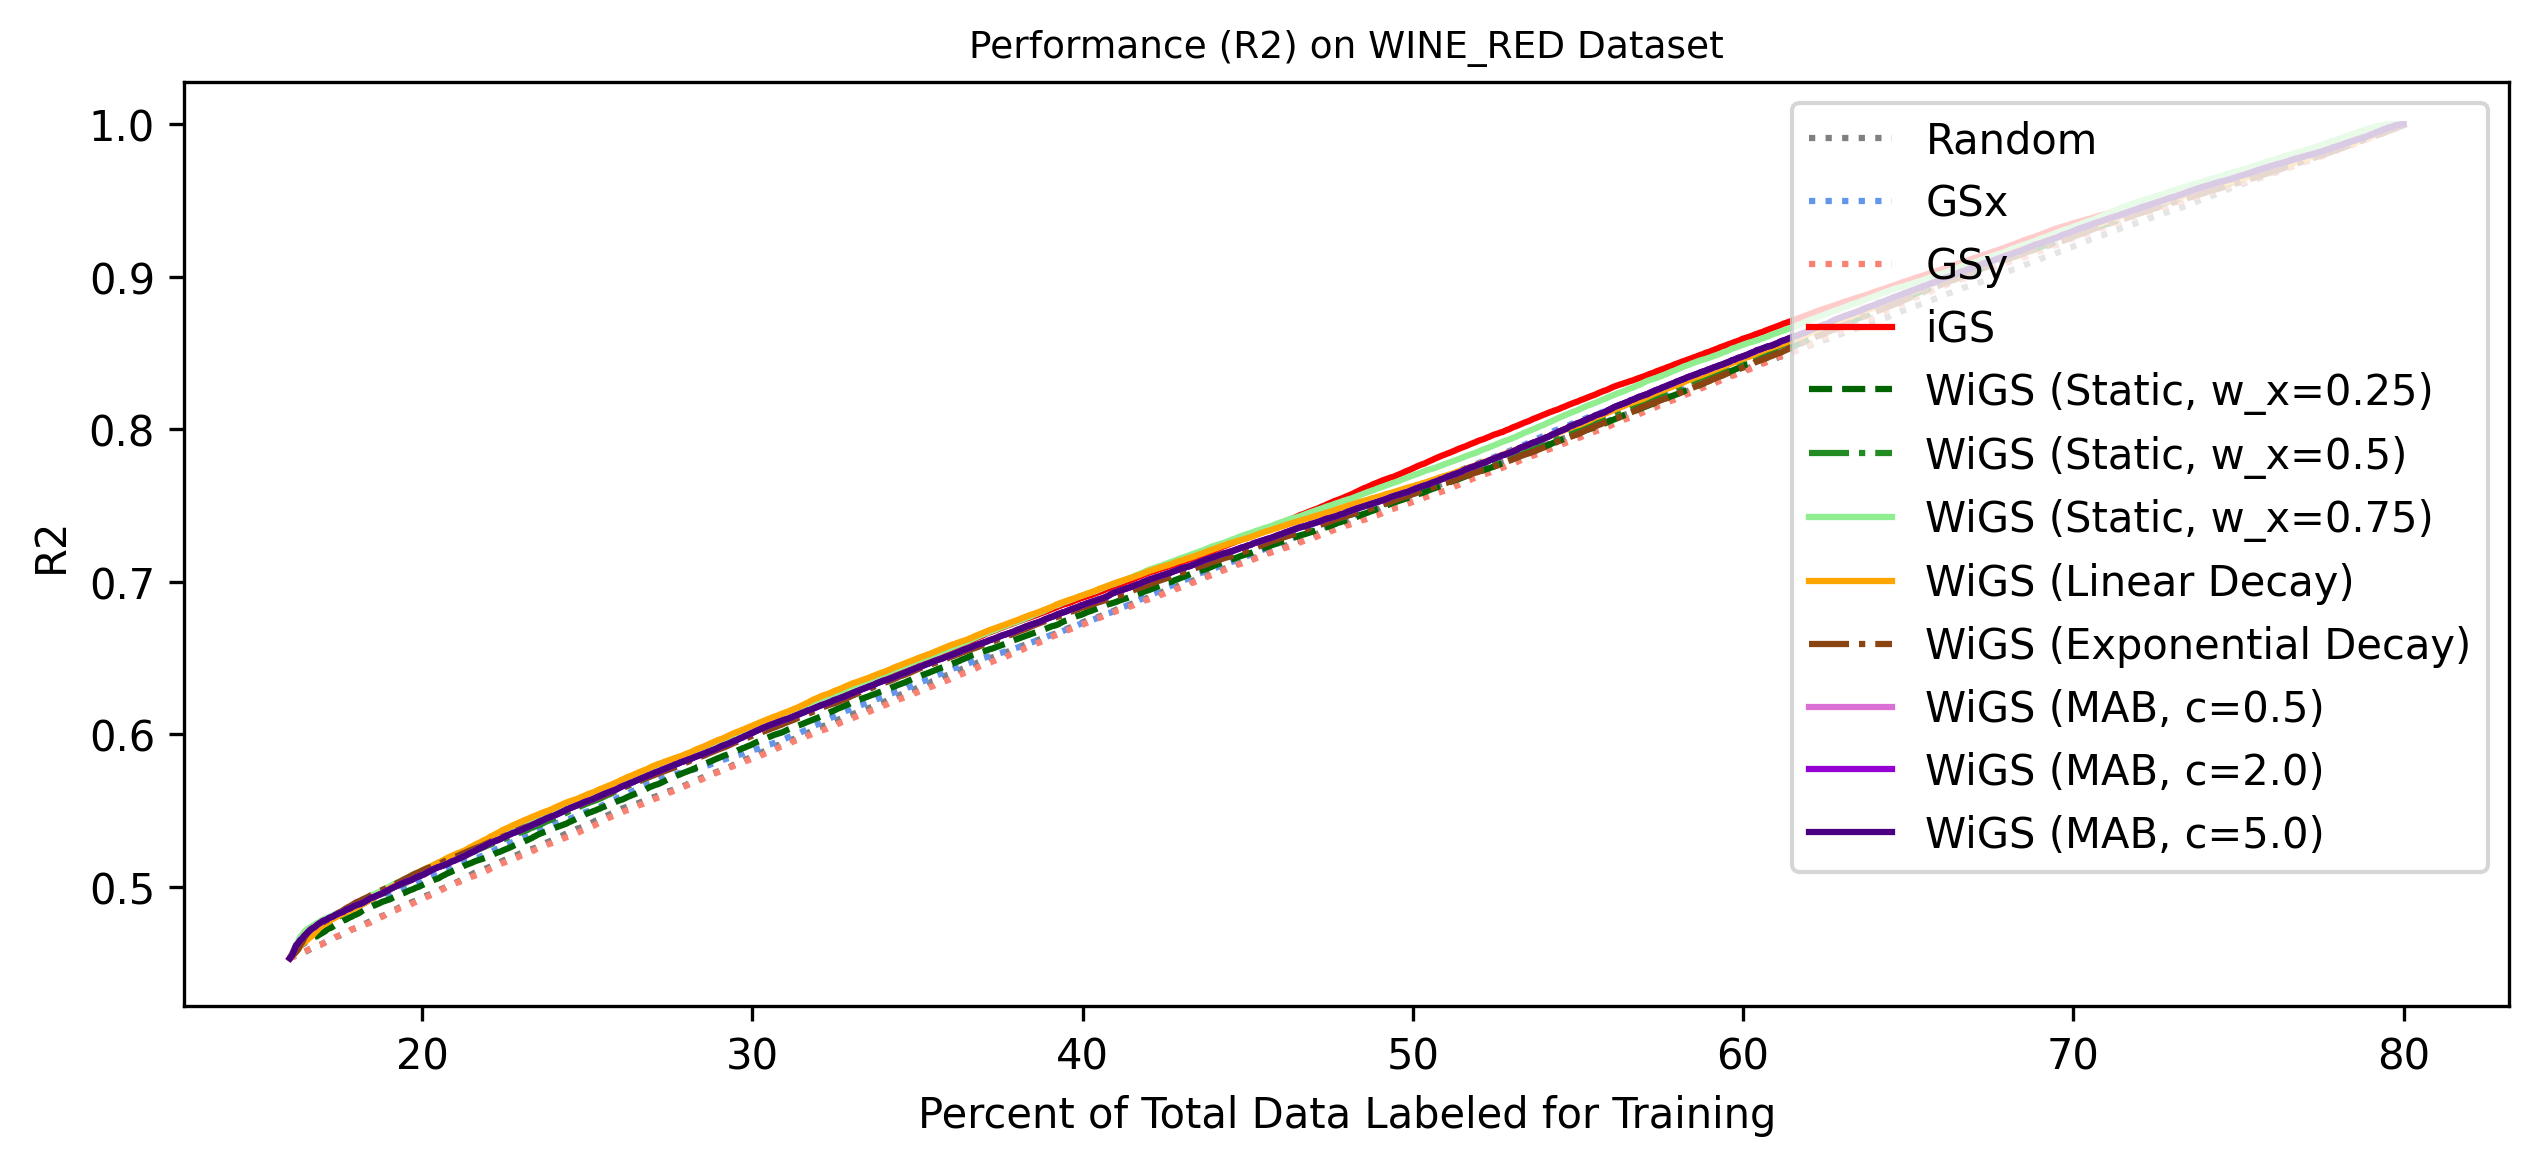 Performance (R2) on WINE_RED Dataset
1.0
0.9
0.8
0.7
0.6
0.5
R2
20 30 40 50 60 70 80
Percent of Total Data Labeled for Training
Random
GSx
GSy
iGS
WiGS (Static, w_x=0.25)
WiGS (Static, w_x=0.5)
WiGS (Static, w_x=0.75)
WiGS (Linear Decay)
WiGS (Exponential Decay)
WiGS (MAB, c=0.5)
WiGS (MAB, c=2.0)
WiGS (MAB, c=5.0)